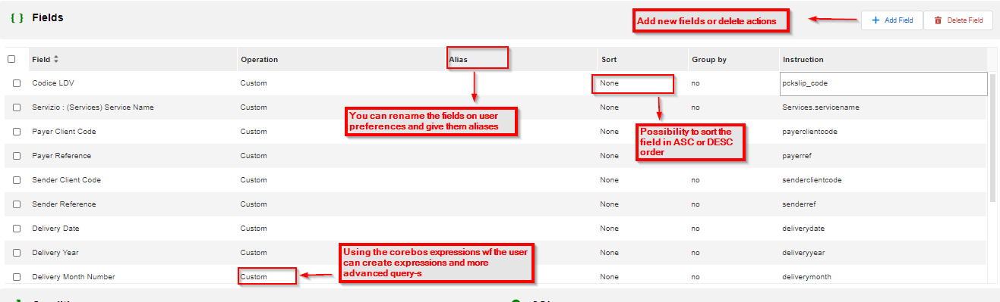 { } Fields
Add new fields or delete actions
+ Add Field
Delete Field
Field Operation Alias Sort Group by Instruction
Codice LDV Custom None no pckslip_code
Servizio : (Services) Service Name Custom None no Services.servicename
Payer Client Code Custom None payerclientcode
Payer Reference Custom None payerref
Sender Client Code Custom None no senderclientcode
Sender Reference Custom None no senderref
Delivery Date Custom None no deliverydate
Delivery Year Custom None no deliveryyear
Delivery Month Number Custom None no deliverymonth
You can rename the fields on user
preferences and give them aliases
Possibility to sort the
field in ASC or DESC
order
Using the corebos expressions wf the user
can create expressions and more
advanced query-s